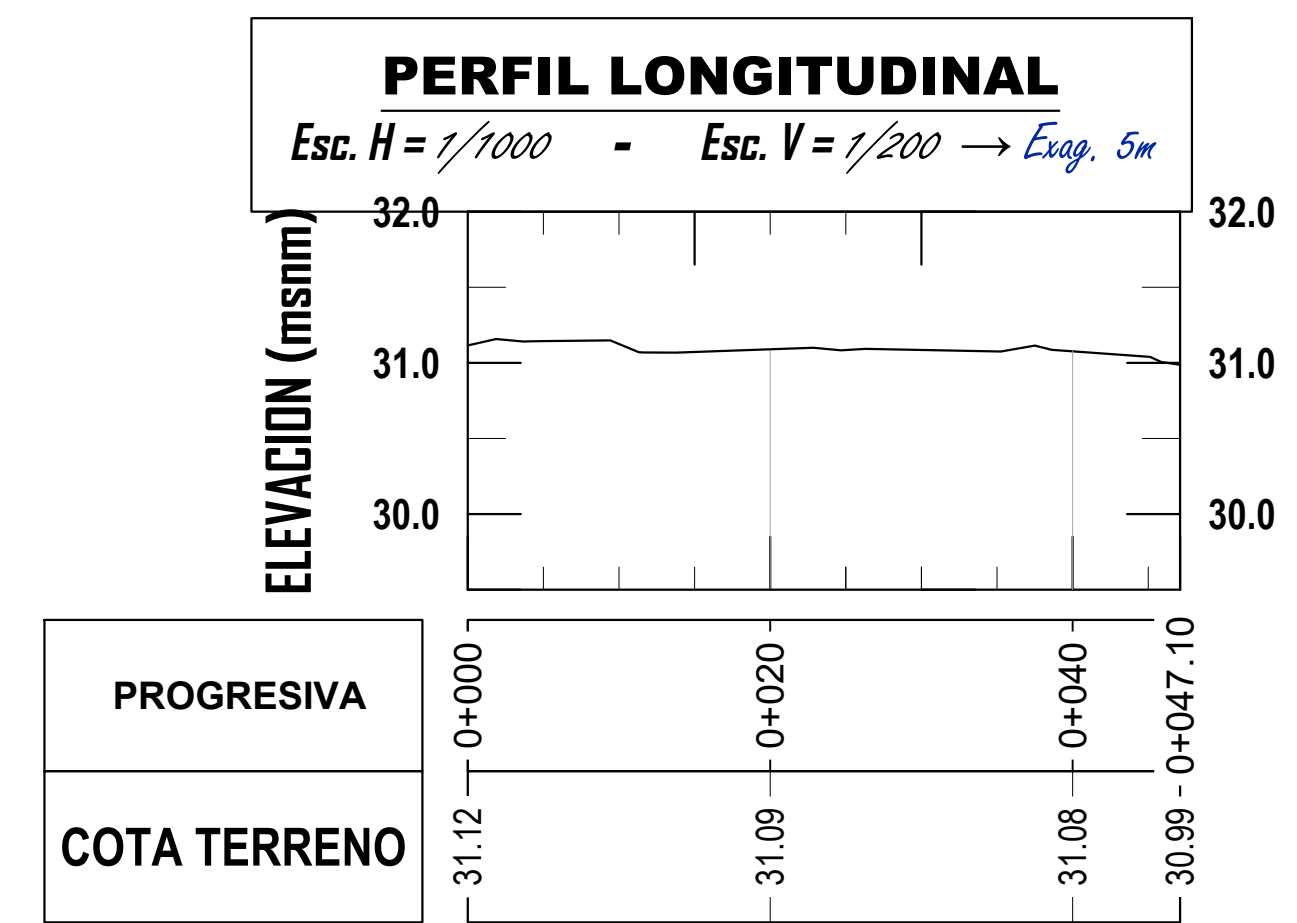 PERFIL LONGITUDINAL
Esc. H = 1/1000 - Esc. V = 1/200 → Exag. 5m
ELEVACION (msnm)
32.0 32.0
31.0 31.0
30.0 30.0
PROGRESIVA
0+000
0+020
0+040
0+047.10
COTA TERRENO
31.12
31.09
31.08
30.99